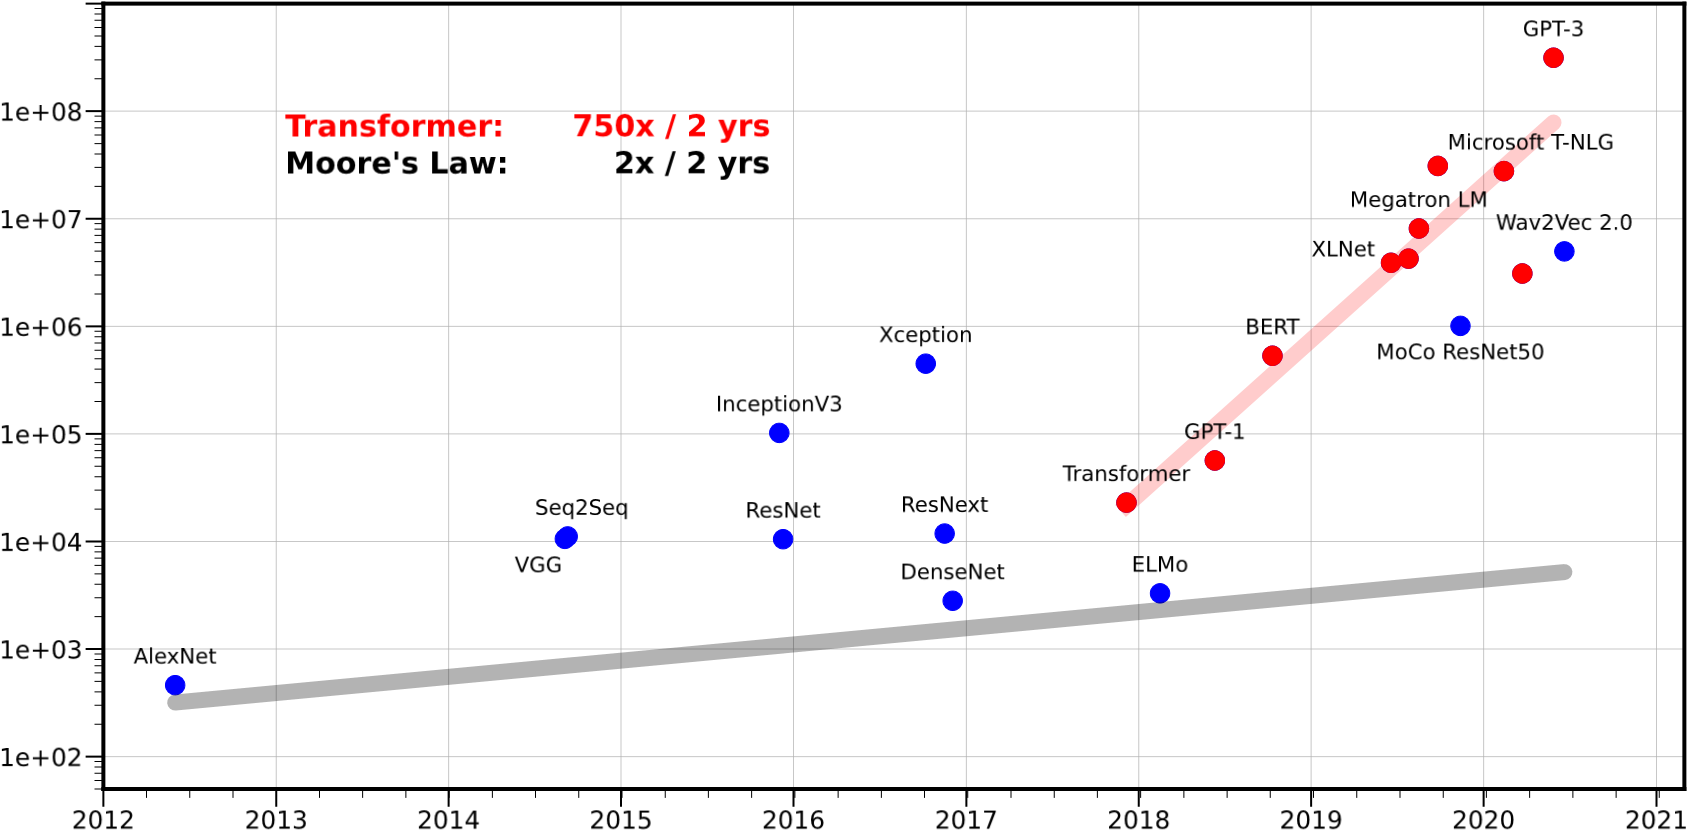 GPT-3
1e+08
Transformer: 750x / 2 yrs
Moore's Law: 2x / 2 yrs
Microsoft T-NLG
Megatron LM
1e+07
Wav2Vec 2.0
XLNet
1e+06
BERT
Xception
MoCo ResNet50
InceptionV3
1e+05
GPT-1
Transformer
Seq2Seq
ResNet
ResNext
1e+04
VGG
DenseNet
ELMo
1e+03
AlexNet
1e+02
2012 2013 2014 2015 2016 2017 2018 2019 2020 2021